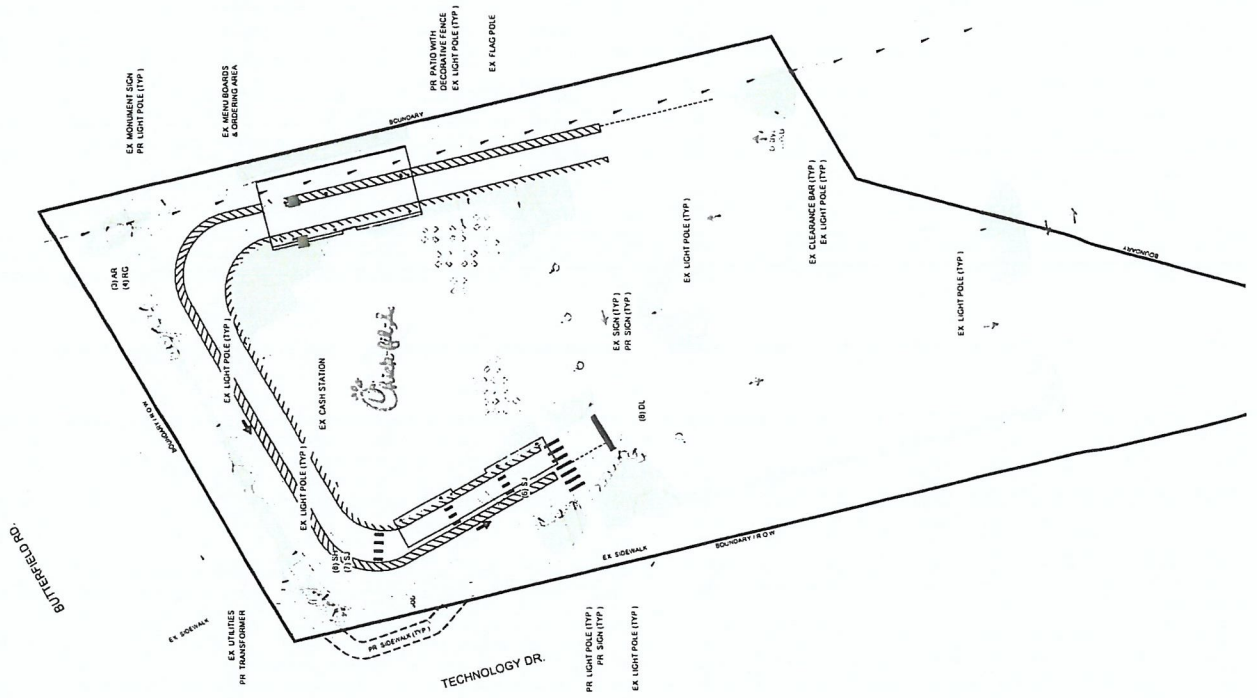 BUTTERFIELD RD.
EX SIDEWALK
EX UTILITIES
PR TRANSFORMER
BOUNDARY/ROW
EX MONUMENT SIGN
PR LIGHT POLE (TYP )
EX MENU BOARDS
& ORDERING AREA
PR PATIO WITH
DECORATIVE FENCE
EX LIGHT POLE (TYP )
EX FLAG POLE
BOUNDARY
(3) AR
(4) RG
EX LIGHT POLE (TYP )
EX LIGHT POLE (TYP )
EX CASH STATION
Chick-fil-A
(7) SJ
(6) SJ
(8) DL
PR SIDEWALK (TYP )
TECHNOLOGY DR.
EX SIDEWALK
BOUNDARY/ROW
PR LIGHT POLE (TYP )
PR SIGN (TYP )
EX LIGHT POLE (TYP )
EX SIGN (TYP )
PR SIGN (TYP )
EX LIGHT POLE (TYP )
EX CLEARANCE BAR (TYP )
EX LIGHT POLE (TYP )
EX LIGHT POLE (TYP )
BOUNDARY